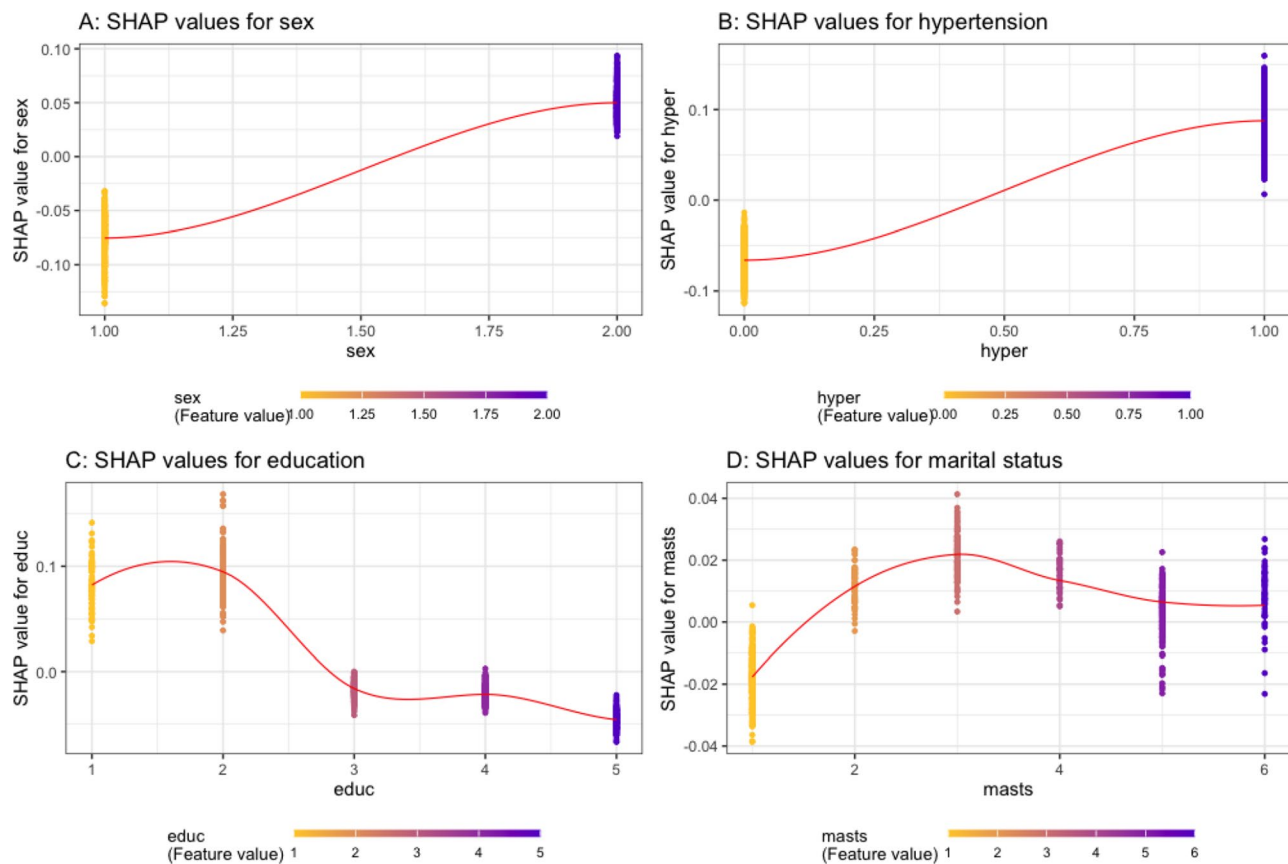 A: SHAP values for sex
SHAP value for sex
0.10
0.05
0.00
-0.05
-0.10
1.00 1.25 1.50 1.75 2.00
sex
sex
(Feature value)
1.00 1.25 1.50 1.75 2.00
B: SHAP values for hypertension
SHAP value for hyper
0.1
0.0
-0.1
0.00 0.25 0.50 0.75 1.00
hyper
hyper
(Feature value)
0.00 0.25 0.50 0.75 1.00
C: SHAP values for education
SHAP value for educ
0.1
0.0
1 2 3 4 5
educ
educ
(Feature value)
1 2 3 4 5
D: SHAP values for marital status
SHAP value for masts
0.04
0.02
0.00
-0.02
-0.04
2 4 6
masts
masts
(Feature value)
1 2 3 4 5 6